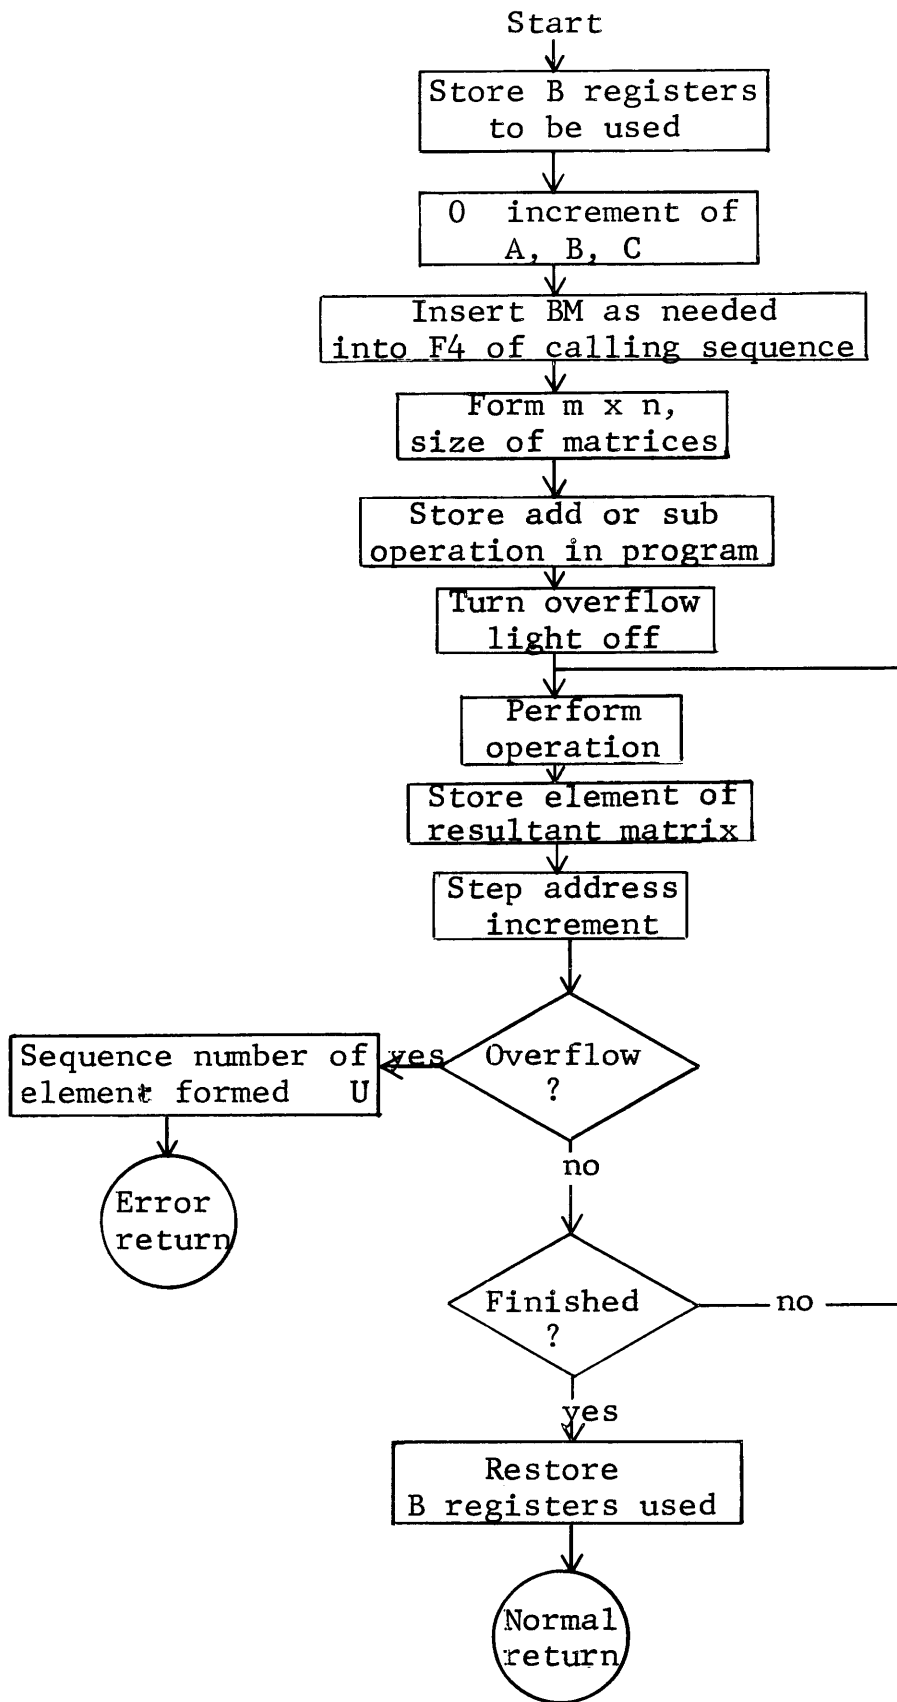 Start
Store B registers
to be used
0 increment of
A, B, C
Insert BM as needed
into F4 of calling sequence
Form m x n,
size of matrices
Store add or sub
operation in program
Turn overflow
light off
Perform
operation
Store element of
resultant matrix
Step address
increment
Overflow
?
yes
Sequence number of
element formed U
Error
return
no
Finished
?
no
yes
Restore
B registers used
Normal
return